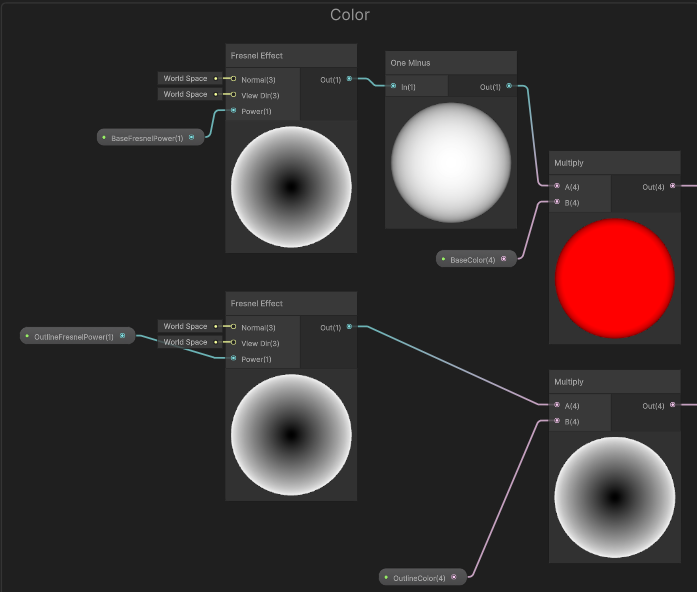 Color
Fresnel Effect
World Space
Normal(3)
Out(1)
World Space
View Dir(3)
Power(1)
BaseFresnelPower(1)
One Minus
In(1)
Out(1)
Multiply
A(4)
Out(4)
B(4)
BaseColor(4)
Fresnel Effect
World Space
Normal(3)
Out(1)
World Space
View Dir(3)
Power(1)
OutlineFresnelPower(1)
Multiply
A(4)
Out(4)
B(4)
OutlineColor(4)